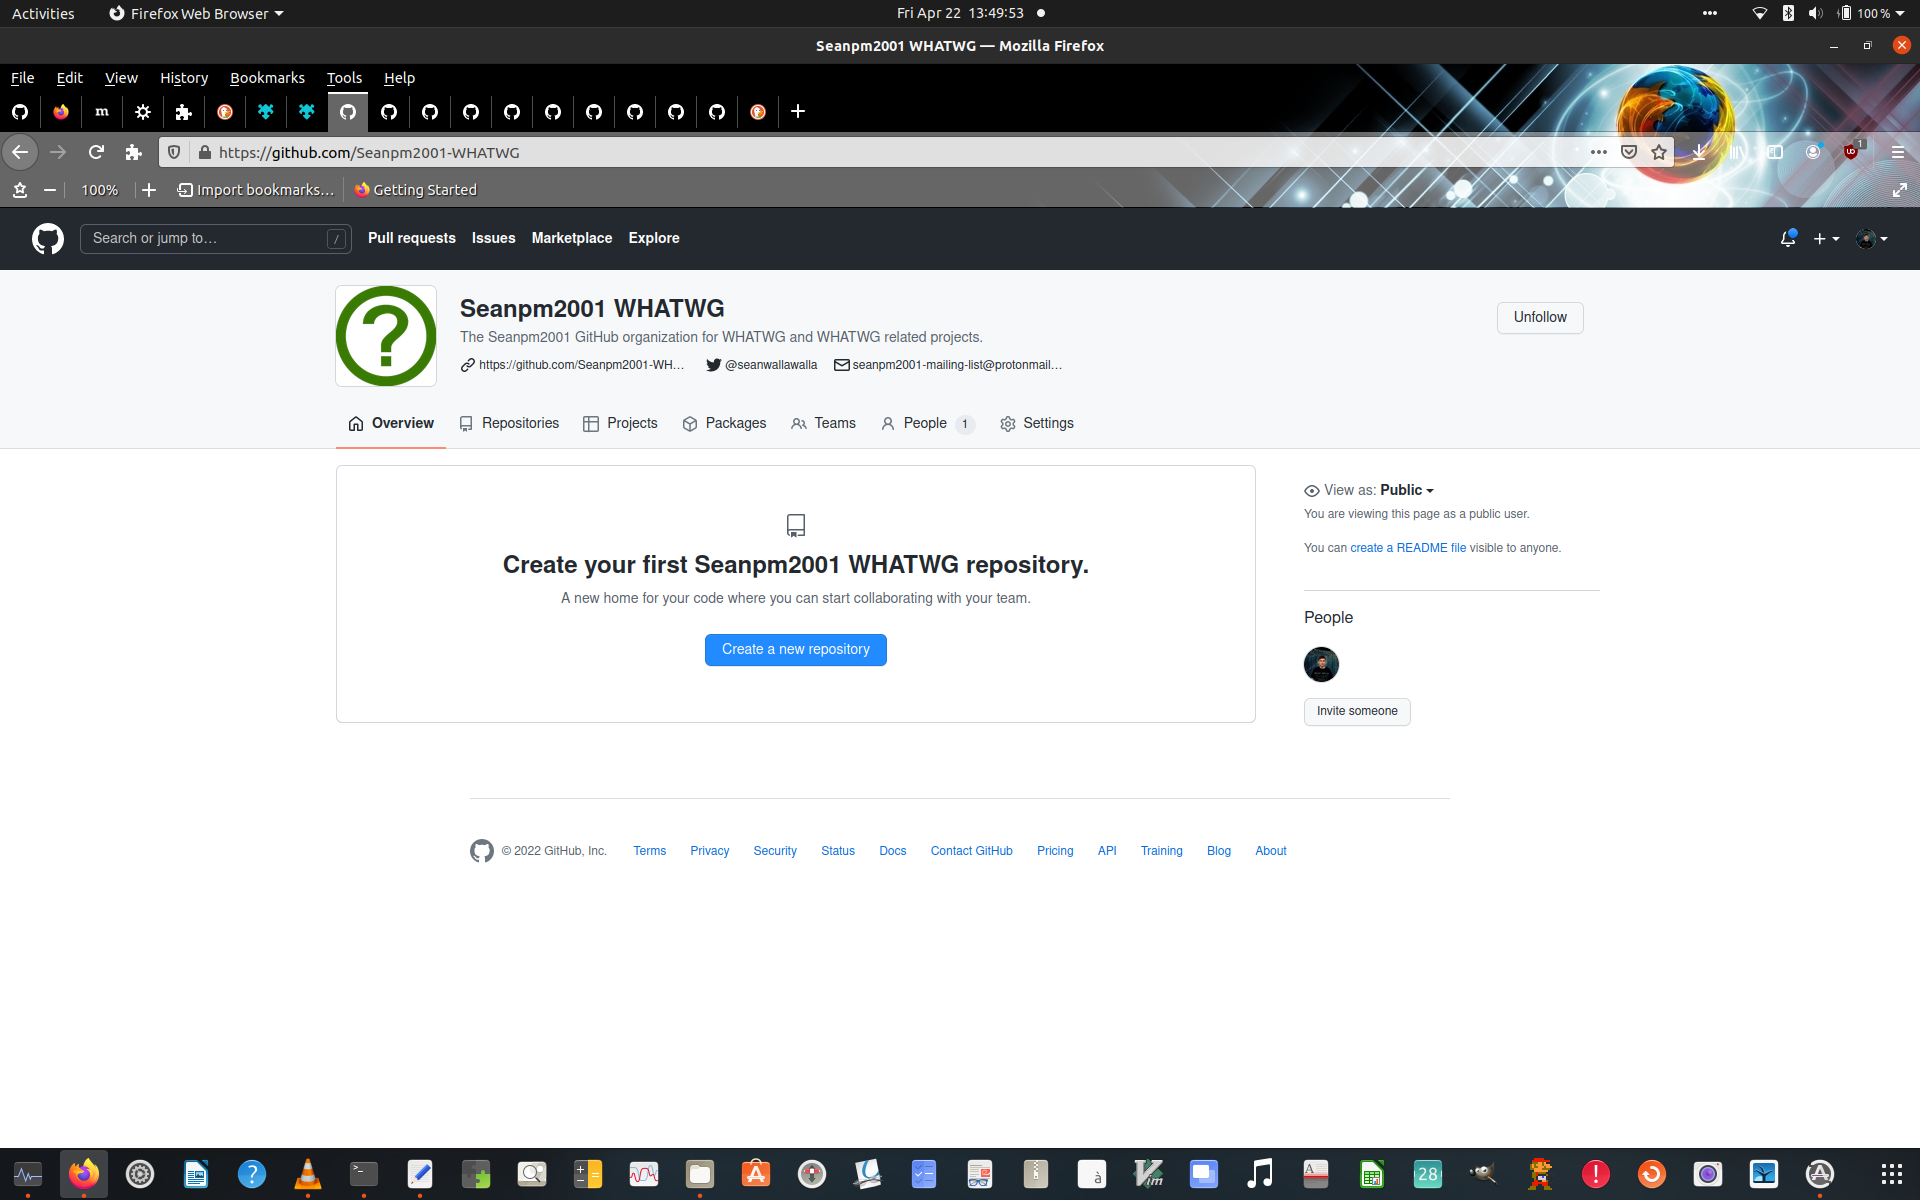 Activities Firefox Web Browser Fri Apr 22 13:49:53 100 %
Seanpm2001 WHATWG — Mozilla Firefox
File Edit View History Bookmarks Tools Help
m
https://github.com/Seanpm2001-WHATWG 1
100% Import bookmarks... Getting Started
Search or jump to... / Pull requests Issues Marketplace Explore
Seanpm2001 WHATWG
Unfollow
The Seanpm2001 GitHub organization for WHATWG and WHATWG related projects.
https://github.com/Seanpm2001-WH... @seanwallawalla seanpm2001-mailing-list@protonmail...
Overview Repositories Projects Packages Teams People 1 Settings
View as: Public
You are viewing this page as a public user.
You can create a README file visible to anyone.
Create your first Seanpm2001 WHATWG repository.
A new home for your code where you can start collaborating with your team.
Create a new repository
People
Invite someone
© 2022 GitHub, Inc. Terms Privacy Security Status Docs Contact GitHub Pricing API Training Blog About
28